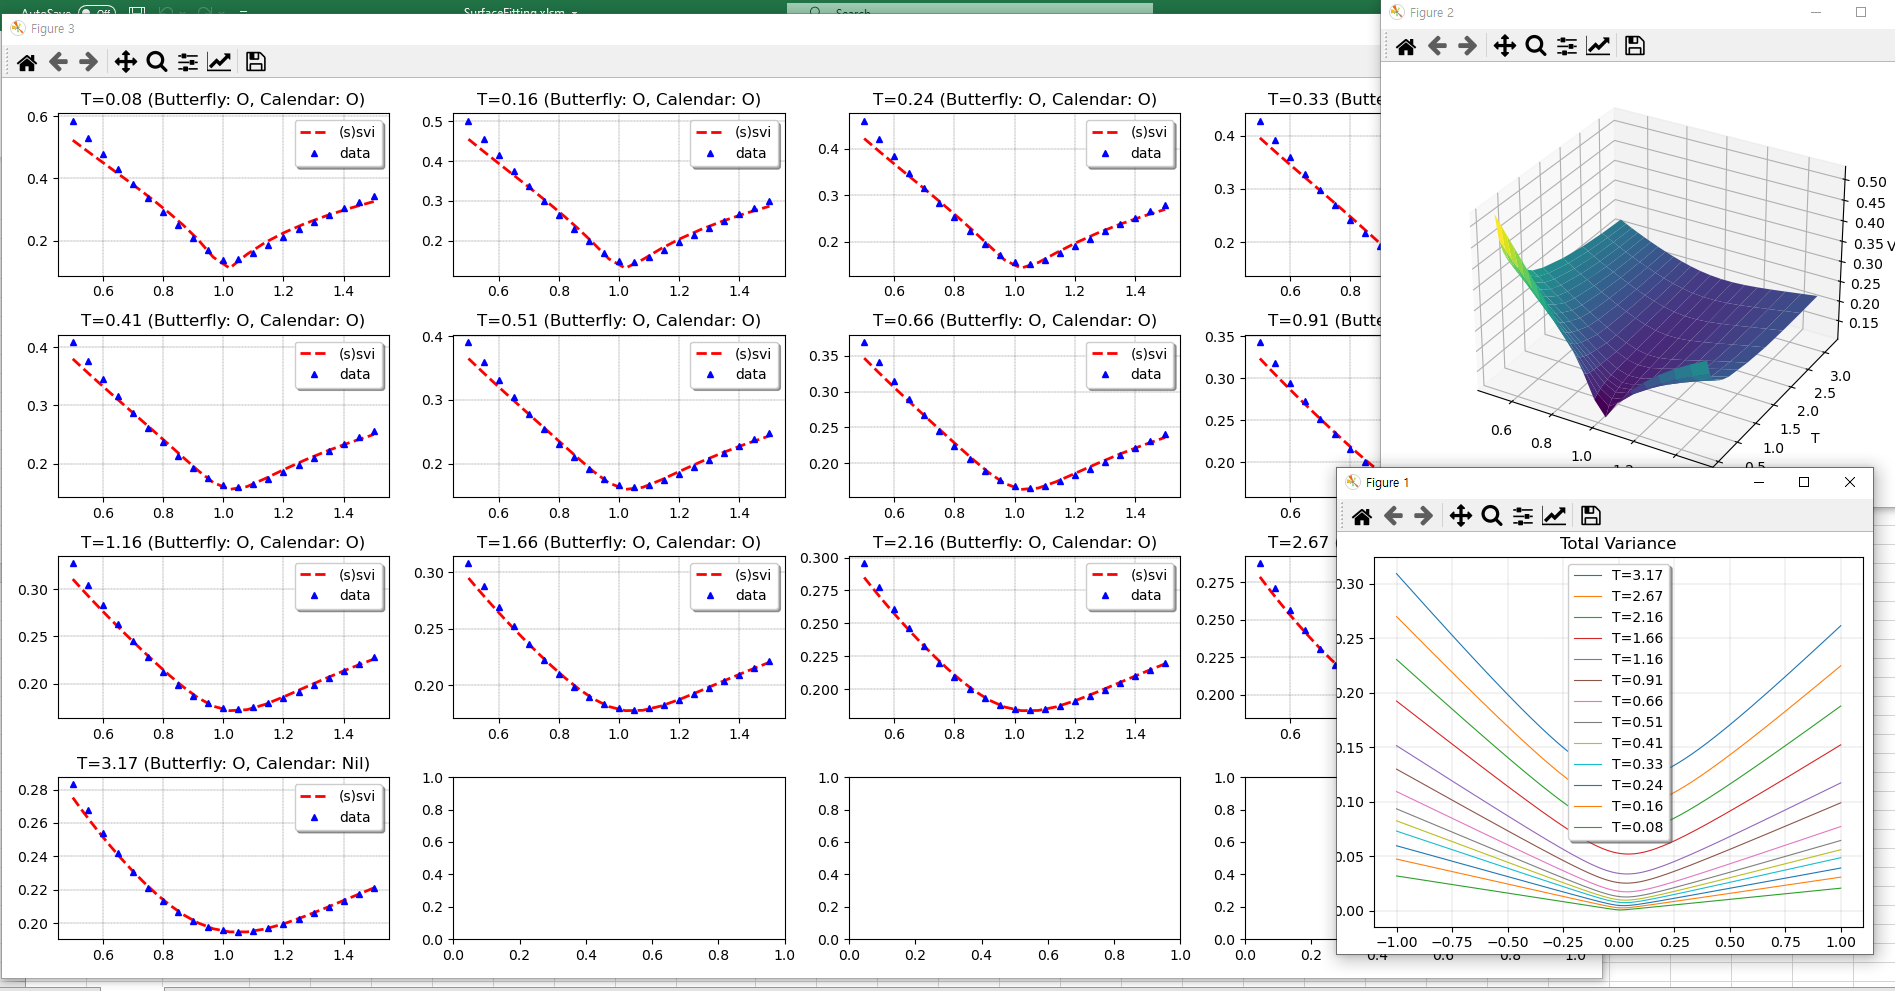 AutoSave Off SurfaceFitting.xlsm Search
Figure 3
T=0.08 (Butterfly: O, Calendar: O)
0.6
0.4
0.2
(s)svi
data
0.6 0.8 1.0 1.2 1.4
T=0.16 (Butterfly: O, Calendar: O)
0.5
0.4
0.3
0.2
(s)svi
data
0.6 0.8 1.0 1.2 1.4
T=0.24 (Butterfly: O, Calendar: O)
0.4
0.3
0.2
(s)svi
data
0.6 0.8 1.0 1.2 1.4
T=0.33 (Butte
0.4
0.3
0.2
0.6 0.8
T=0.41 (Butterfly: O, Calendar: O)
0.4
0.3
0.2
(s)svi
data
0.6 0.8 1.0 1.2 1.4
T=0.51 (Butterfly: O, Calendar: O)
0.4
0.3
0.2
(s)svi
data
0.6 0.8 1.0 1.2 1.4
T=0.66 (Butterfly: O, Calendar: O)
0.35
0.30
0.25
0.20
(s)svi
data
0.6 0.8 1.0 1.2 1.4
T=0.91 (Butte
0.35
0.30
0.25
0.20
0.6
T=1.16 (Butterfly: O, Calendar: O)
0.30
0.25
0.20
(s)svi
data
0.6 0.8 1.0 1.2 1.4
T=1.66 (Butterfly: O, Calendar: O)
0.30
0.25
0.20
(s)svi
data
0.6 0.8 1.0 1.2 1.4
T=2.16 (Butterfly: O, Calendar: O)
0.300
0.275
0.250
0.225
0.200
(s)svi
data
0.6 0.8 1.0 1.2 1.4
T=2.67 (
0.275
0.250
0.225
0.200
0.6
T=3.17 (Butterfly: O, Calendar: Nil)
0.28
0.26
0.24
0.22
0.20
(s)svi
data
0.6 0.8 1.0 1.2 1.4
1.0
0.8
0.6
0.4
0.2
0.0
0.0 0.2 0.4 0.6 0.8 1.0
1.0
0.8
0.6
0.4
0.2
0.0
0.0 0.2 0.4 0.6 0.8 1.0
1.0
0.8
0.6
0.4
0.2
0.0
0.0 0.2 0.4 0.6 0.8 1.0
Figure 2
0.50
0.45
0.40
0.35
0.30
0.25
0.20
0.15
V
3.0
2.5
2.0
1.5
1.0
0.5
T
0.6
0.8
1.0
1.2
Figure 1
Total Variance
0.30
0.25
0.20
0.15
0.10
0.05
0.00
T=3.17
T=2.67
T=2.16
T=1.66
T=1.16
T=0.91
T=0.66
T=0.51
T=0.41
T=0.33
T=0.24
T=0.16
T=0.08
−1.00 −0.75 −0.50 −0.25 0.00 0.25 0.50 0.75 1.00